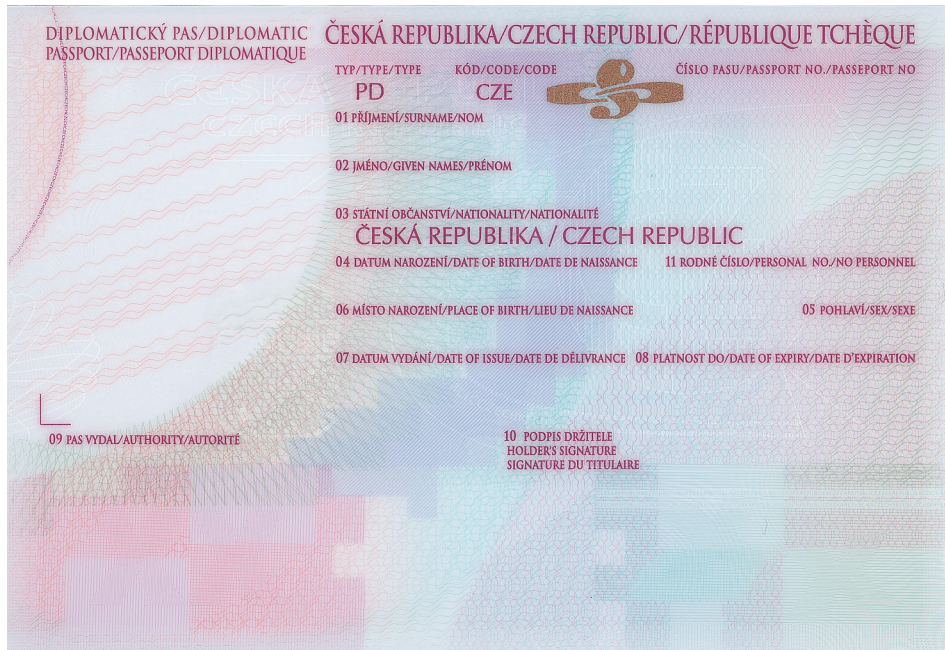 DIPLOMATICKÝ PAS/DIPLOMATIC
PASSPORT/PASSEPORT DIPLOMATIQUE
ČESKÁ REPUBLIKA/CZECH REPUBLIC/RÉPUBLIQUE TCHÈQUE
TYP/TYPE/TYPE
KÓD/CODE/CODE
ČÍSLO PASU/PASSPORT NO./PASSEPORT NO
PD
CZE
01 PŘÍJMENÍ/SURNAME/NOM
02 JMÉNO/GIVEN NAMES/PRÉNOM
03 STÁTNÍ OBČANSTVÍ/NATIONALITY/NATIONALITÉ
ČESKÁ REPUBLIKA / CZECH REPUBLIC
04 DATUM NAROZENÍ/DATE OF BIRTH/DATE DE NAISSANCE
11 RODNÉ ČÍSLO/PERSONAL NO./NO PERSONNEL
06 MÍSTO NAROZENÍ/PLACE OF BIRTH/LIEU DE NAISSANCE
05 POHLAVÍ/SEX/SEXE
07 DATUM VYDÁNÍ/DATE OF ISSUE/DATE DE DÉLIVRANCE
08 PLATNOST DO/DATE OF EXPIRY/DATE D'EXPIRATION
09 PAS VYDAL/AUTHORITY/AUTORITÉ
10 PODPIS DRŽITELE
HOLDER'S SIGNATURE
SIGNATURE DU TITULAIRE